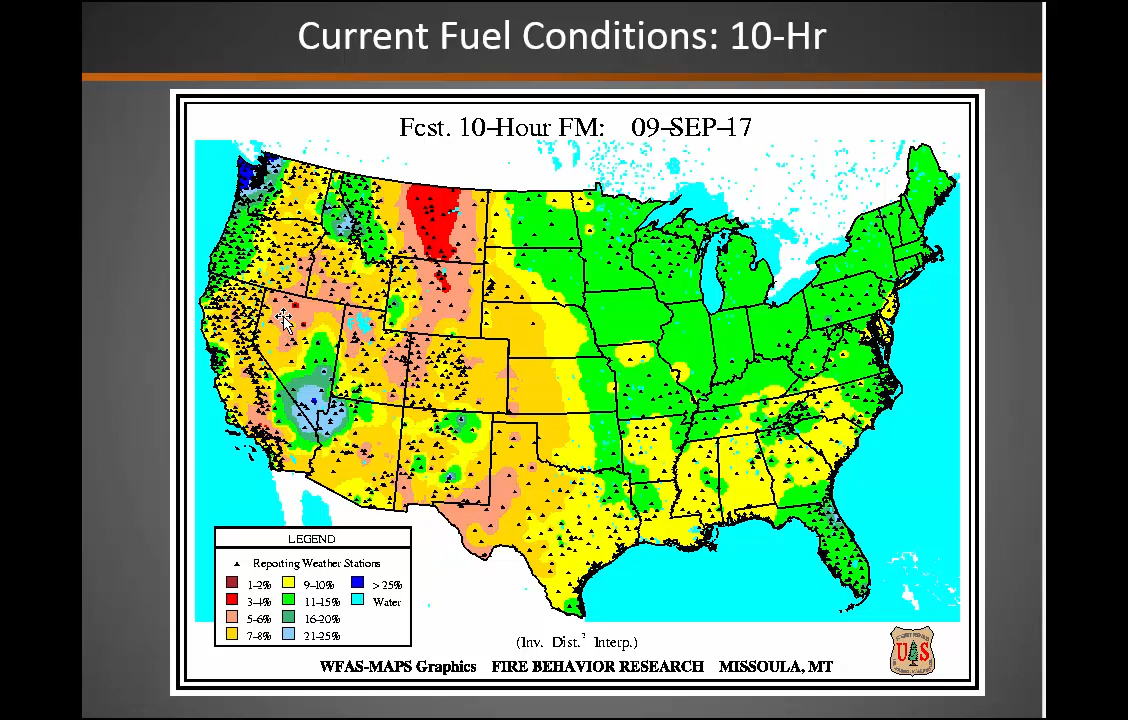 Current Fuel Conditions: 10-Hr
Fcst. 10-Hour FM: 09-SEP-17
LEGEND
Reporting Weather Stations
1-2% 9-10% > 25%
3-4% 11-15% Water
5-6% 16-20%
7-8% 21-25%
(Inv. Dist.² Interp.)
WFAS-MAPS Graphics FIRE BEHAVIOR RESEARCH MISSOULA, MT
U S